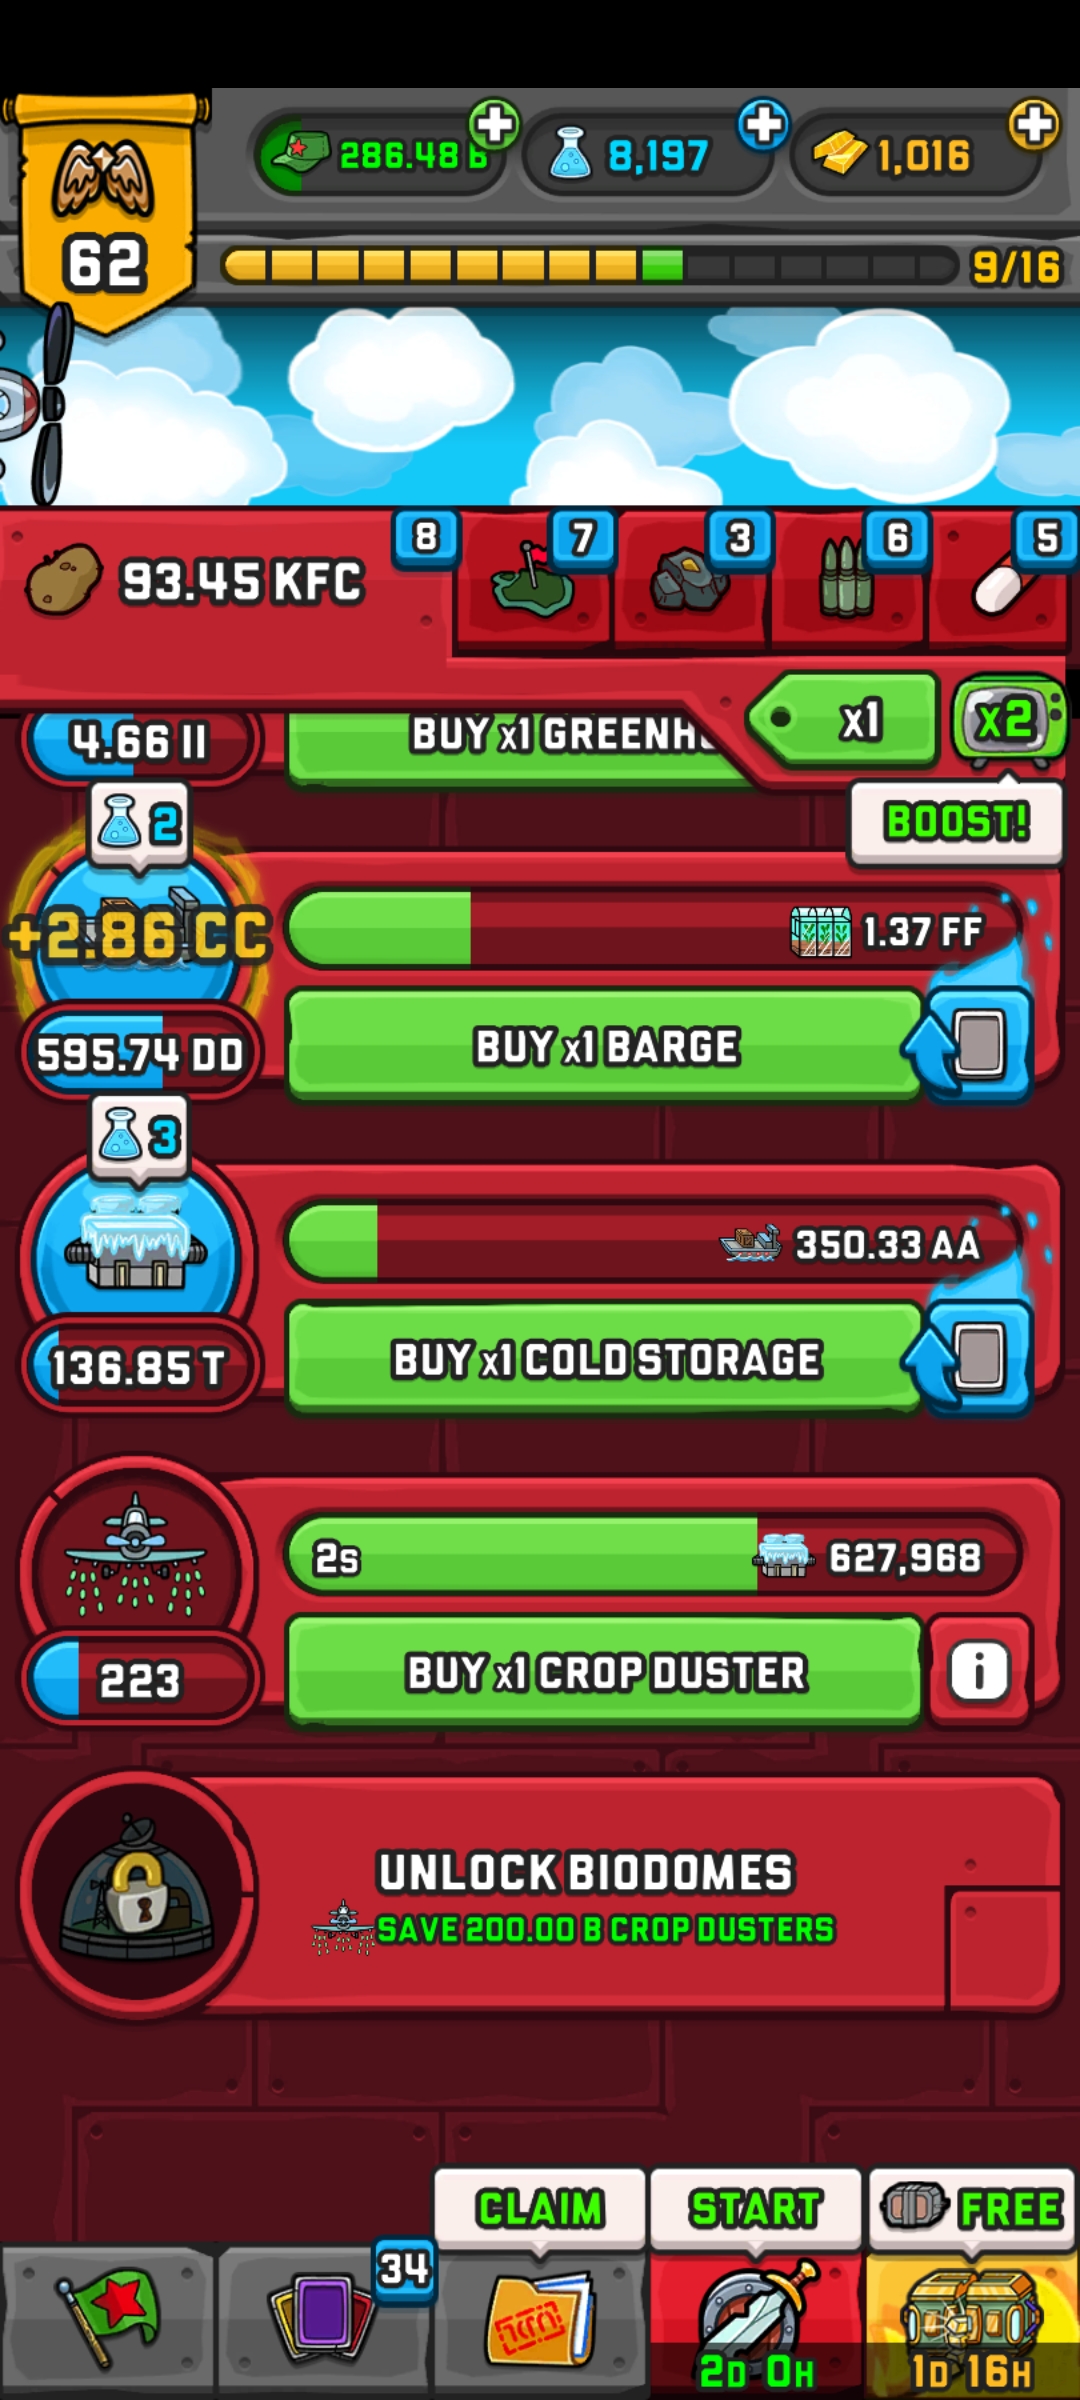 286.48 B
8,197
1,016
62
9/16
8
7
3
6
5
93.45 KFC
x1
x2
4.66 II
BUY x1 GREENH
BOOST!
2
+2.86 CC
1.37 FF
595.74 DD
BUY x1 BARGE
3
350.33 AA
136.85 T
BUY x1 COLD STORAGE
2s
627,968
223
BUY x1 CROP DUSTER
i
UNLOCK BIODOMES
SAVE 200.00 B CROP DUSTERS
CLAIM
START
FREE
34
2D 0H
1D 16H